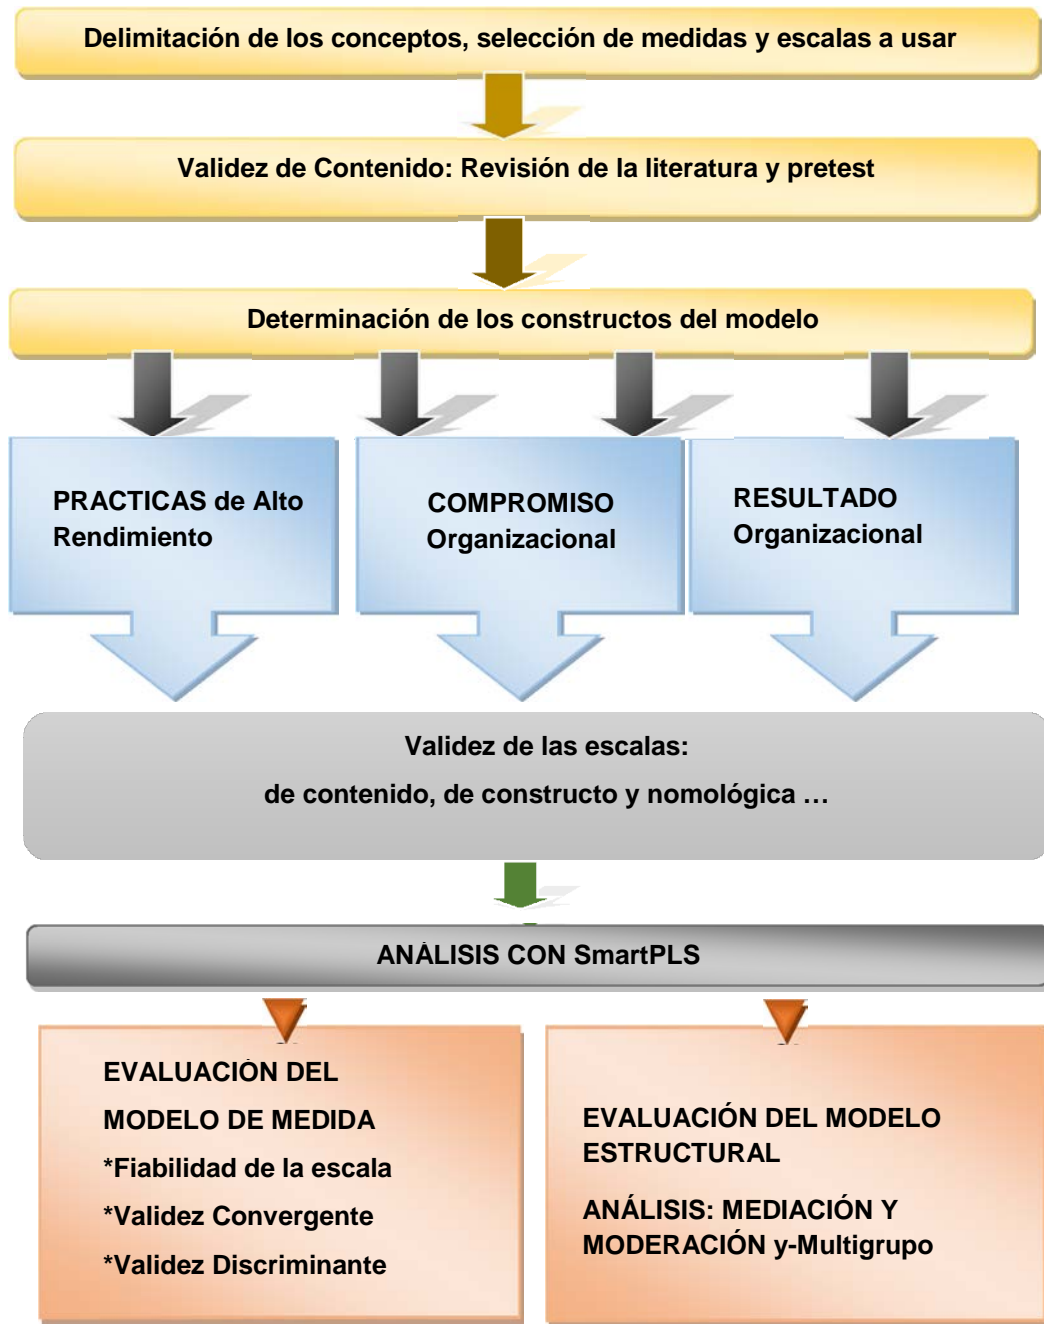 Delimitación de los conceptos, selección de medidas y escalas a usar
Validez de Contenido: Revisión de la literatura y pretest
Determinación de los constructos del modelo
PRACTICAS de Alto
Rendimiento
COMPROMISO
Organizacional
RESULTADO
Organizacional
Validez de las escalas:
de contenido, de constructo y nomológica ...
ANÁLISIS CON SmartPLS
EVALUACIÓN DEL
MODELO DE MEDIDA
*Fiabilidad de la escala
*Validez Convergente
*Validez Discriminante
EVALUACIÓN DEL MODELO
ESTRUCTURAL
ANÁLISIS: MEDIACIÓN Y
MODERACIÓN y-Multigrupo